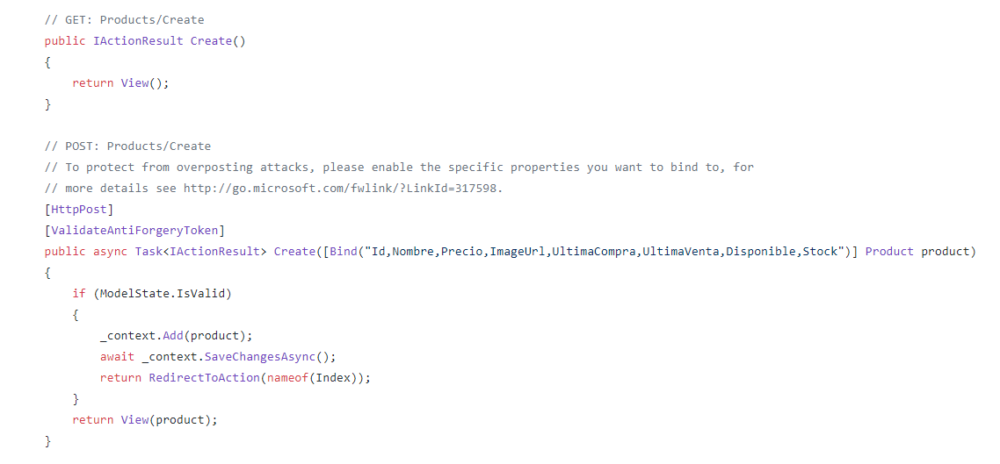 // GET: Products/Create
public IActionResult Create()
{
    return View();
}

// POST: Products/Create
// To protect from overposting attacks, please enable the specific properties you want to bind to, for
// more details see http://go.microsoft.com/fwlink/?LinkId=317598.
[HttpPost]
[ValidateAntiForgeryToken]
public async Task<IActionResult> Create([Bind("Id,Nombre,Precio,ImageUrl,UltimaCompra,UltimaVenta,Disponible,Stock")] Product product)
{
    if (ModelState.IsValid)
    {
        _context.Add(product);
        await _context.SaveChangesAsync();
        return RedirectToAction(nameof(Index));
    }
    return View(product);
}